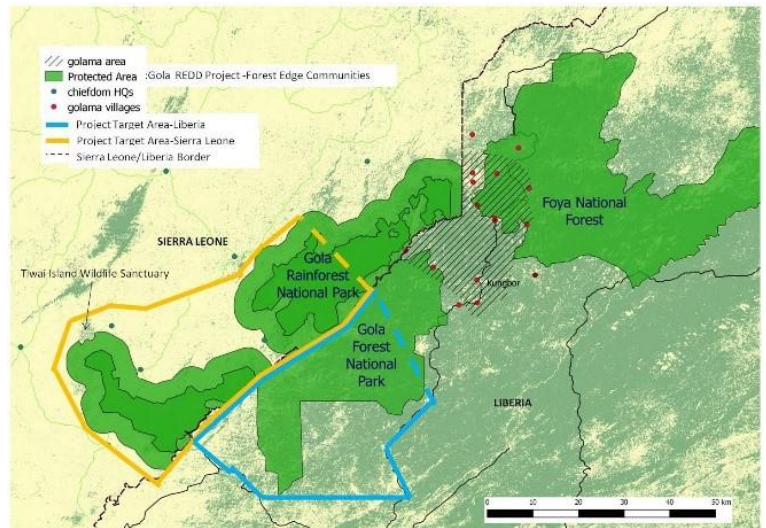 golama area
Protected Area :Gola REDD Project -Forest Edge Communities
chiefdom HQs
golama villages
Project Target Area-Liberia
Project Target Area-Sierra Leone
Sierra Leone/Liberia Border
SIERRA LEONE
Tiwai Island Wildlife Sanctuary
Gola
Rainforest
National Park
Foya National
Forest
Kungbor
Gola
Forest
National
Park
LIBERIA
0 10 20 30 40 50 km